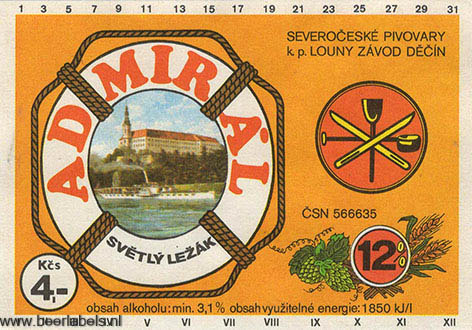 1 3 5 7 9 11 13 15 17 19 21 23 25 27 29 31
SEVEROČESKÉ PIVOVARY
k. p. LOUNY ZÁVOD DĚČÍN
ADMIRÁL
SVĚTLÝ LEŽÁK
ČSN 566635
12%
Kčs
4,-
obsah alkoholu: min. 3,1% obsah využitelné energie: 1850 kJ/l
www.beerlabels.nl V VI VII VIII IX X XI XII